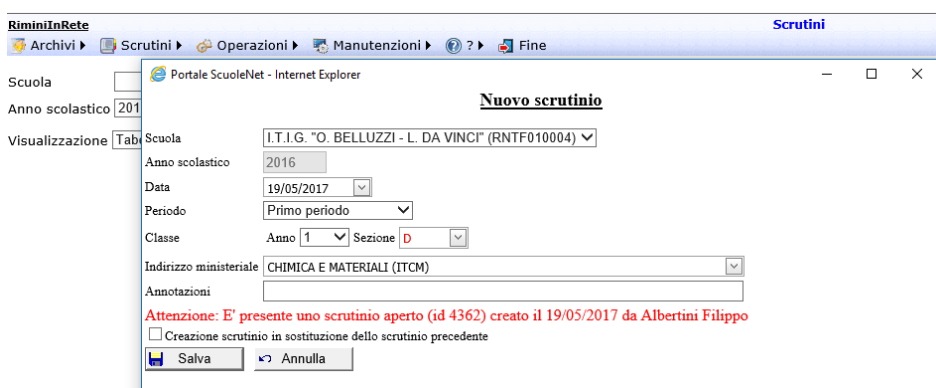 RiminiInRete Scrutini
Archivi Scrutini Operazioni Manutenzioni ? Fine
Scuola
Anno scolastico 201
Visualizzazione Tab
Portale ScuoleNet - Internet Explorer
Nuovo scrutinio
Scuola I.T.I.G. "O. BELLUZZI - L. DA VINCI" (RNTF010004)
Anno scolastico 2016
Data 19/05/2017
Periodo Primo periodo
Classe Anno 1 Sezione D
Indirizzo ministeriale CHIMICA E MATERIALI (ITCM)
Annotazioni
Attenzione: E' presente uno scrutinio aperto (id 4362) creato il 19/05/2017 da Albertini Filippo
Creazione scrutinio in sostituzione dello scrutinio precedente
Salva Annulla